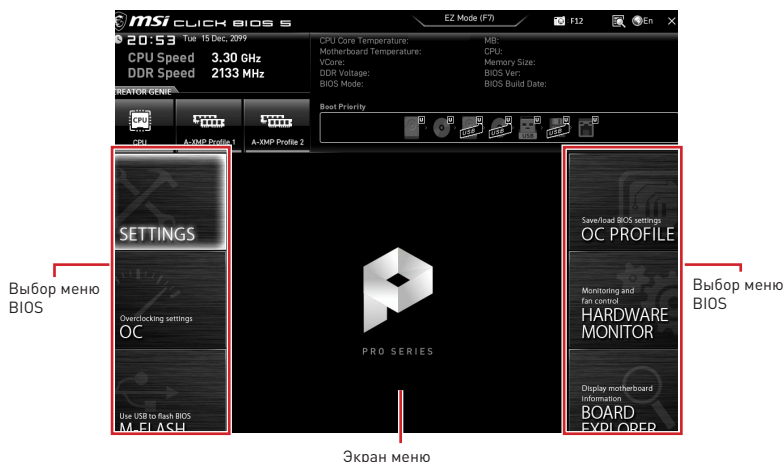 msi CLICK BIOS 5
EZ Mode (F7)
F12
En
20:53 Tue 15 Dec, 2099
CPU Speed 3.30 GHz
DDR Speed 2133 MHz
CREATOR GENIE
CPU
A-XMP Profile 1
A-XMP Profile 2
CPU Core Temperature:
Motherboard Temperature:
VCore:
DDR Voltage:
BIOS Mode:
MB:
CPU:
Memory Size:
BIOS Ver:
BIOS Build Date:
Boot Priority
U U U U U U U
USB USB USB USB
SETTINGS
Overclocking settings
OC
Use USB to flash BIOS
M-FLASH
PRO SERIES
Save/load BIOS settings
OC PROFILE
Monitoring and
fan control
HARDWARE
MONITOR
Display motherboard
information
BOARD
EXPLORER
Выбор меню
BIOS
Выбор меню
BIOS
Экран меню